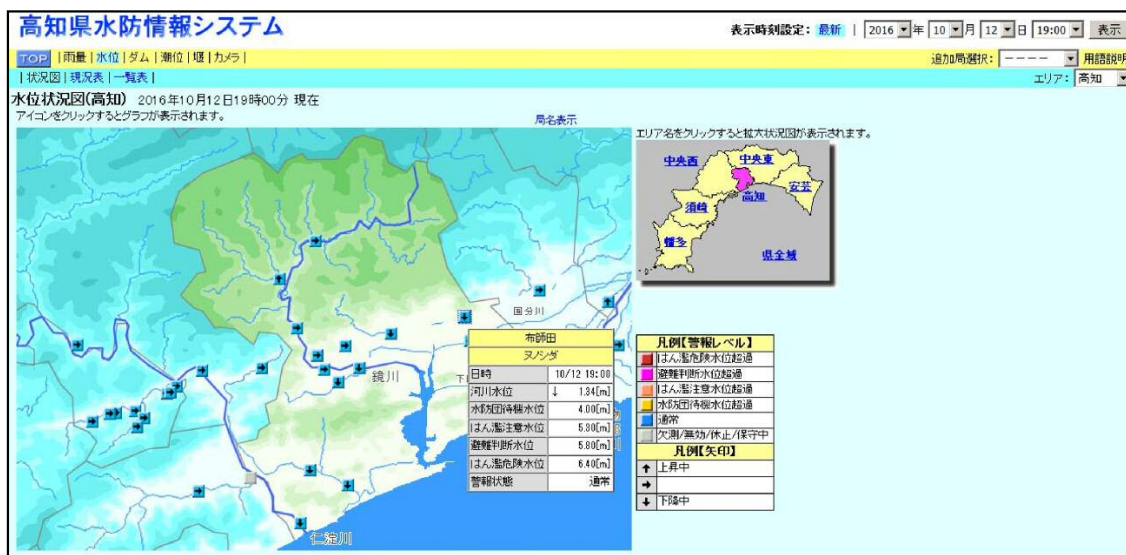 高知県水防情報システム
表示時刻設定: 最新 | 2016 年 10 月 12 日 19:00 表示
TOP |雨量|水位|ダム|潮位|堰|カメラ|
追加局選択: ---- 用語説明
|状況図|現況表|一覧表|
エリア: 高知
水位状況図(高知) 2016年10月12日19時00分 現在
アイコンをクリックするとグラフが表示されます。
局名表示
エリア名をクリックすると拡大状況図が表示されます。
中央西
中央東
安芸
高知
須崎
幡多
県全域
国分川
鏡川
仁淀川
布師田
ヌノシダ
日時 10/12 19:00
河川水位 ↓ 1.34[m]
水防団待機水位 4.00[m]
はん濫注意水位 5.30[m]
避難判断水位 5.80[m]
はん濫危険水位 6.40[m]
警報状態 通常
凡例【警報レベル】
はん濫危険水位超過
避難判断水位超過
はん濫注意水位超過
水防団待機水位超過
通常
欠測/無効/休止/保守中
凡例【矢印】
↑ 上昇中
→
↓ 下降中